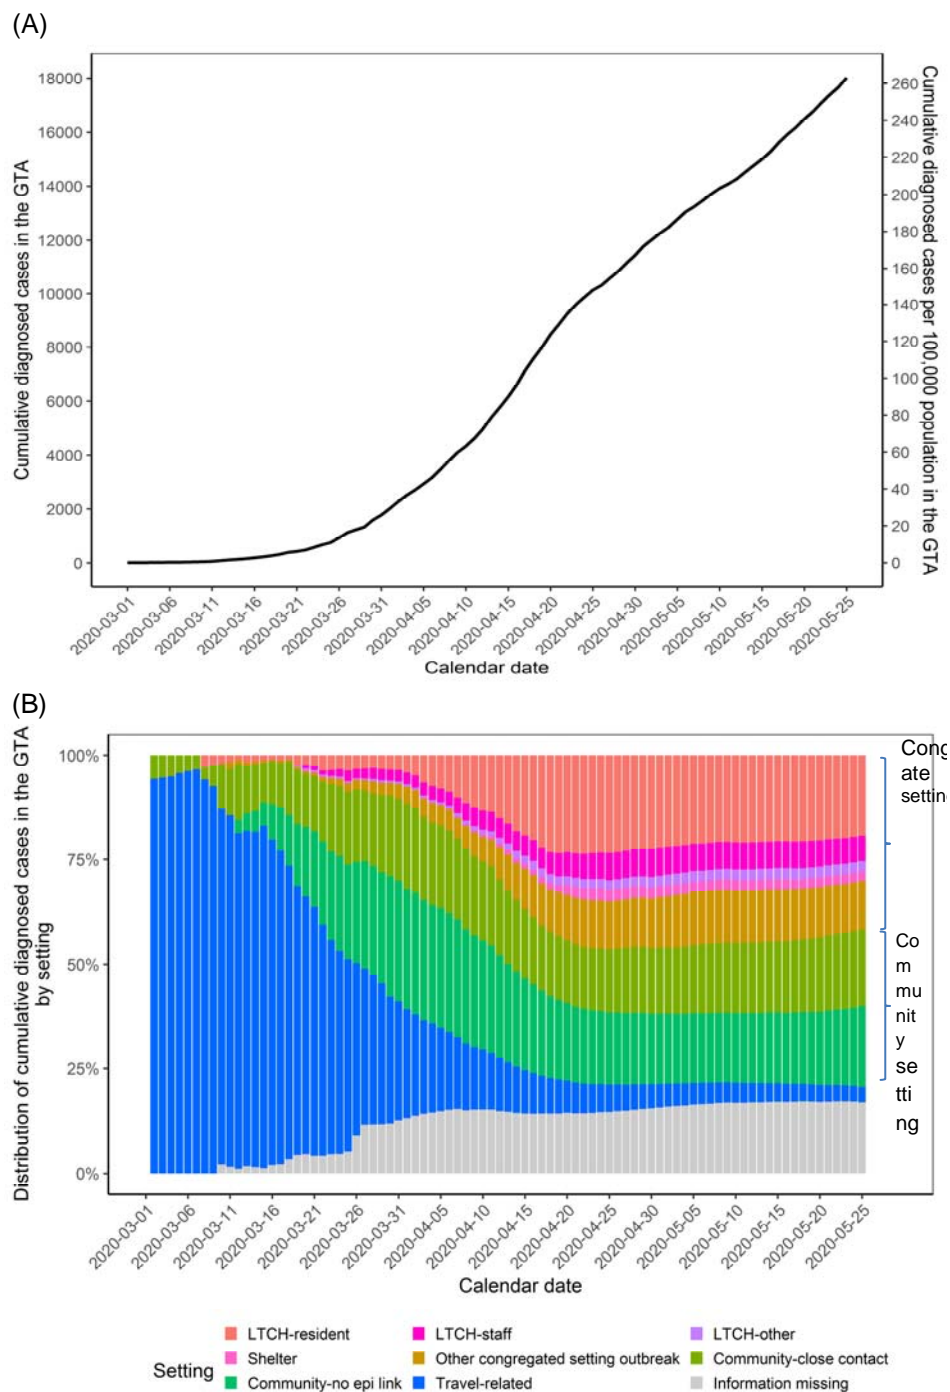 (A)
Cumulative diagnosed cases in the GTA
18000
16000
14000
12000
10000
8000
6000
4000
2000
0
260
240
220
200
180
160
140
120
100
80
60
40
20
0
Cumulative diagnosed cases per 100,000 population in the GTA
2020-03-01
2020-03-06
2020-03-11
2020-03-16
2020-03-21
2020-03-26
2020-03-31
2020-04-05
2020-04-10
2020-04-15
2020-04-20
2020-04-25
2020-04-30
2020-05-05
2020-05-10
2020-05-15
2020-05-20
2020-05-25
Calendar date
(B)
Distribution of cumulative diagnosed cases in the GTA
by setting
100%
75%
50%
25%
0%
Cong
ate
setting
Co
m
mu
nit
y
se
tti
ng
2020-03-01
2020-03-06
2020-03-11
2020-03-16
2020-03-21
2020-03-26
2020-03-31
2020-04-05
2020-04-10
2020-04-15
2020-04-20
2020-04-25
2020-04-30
2020-05-05
2020-05-10
2020-05-15
2020-05-20
2020-05-25
Calendar date
Setting
LTCH-resident
LTCH-staff
LTCH-other
Shelter
Other congregated setting outbreak
Community-close contact
Community-no epi link
Travel-related
Information missing